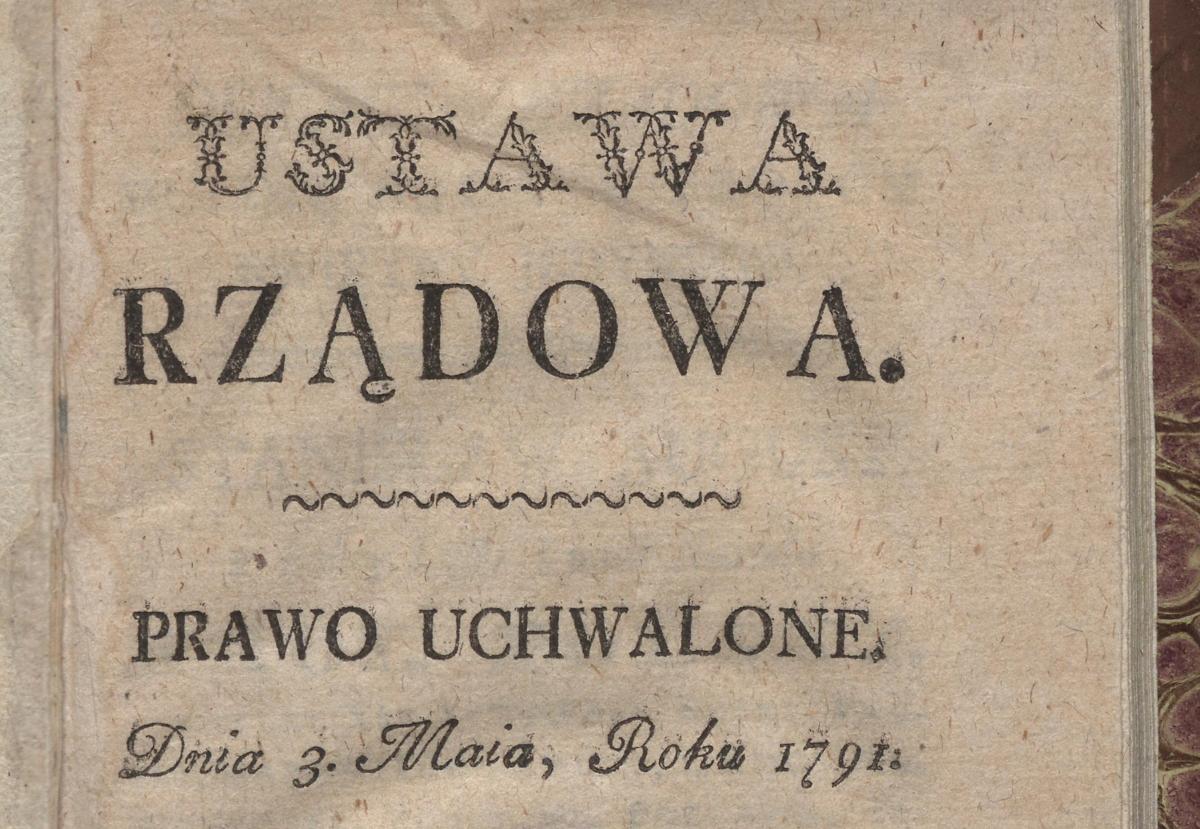 USTAWA
RZĄDOWA.
PRAWO UCHWALONE.
Dnia 3. Maia, Roku 1791.